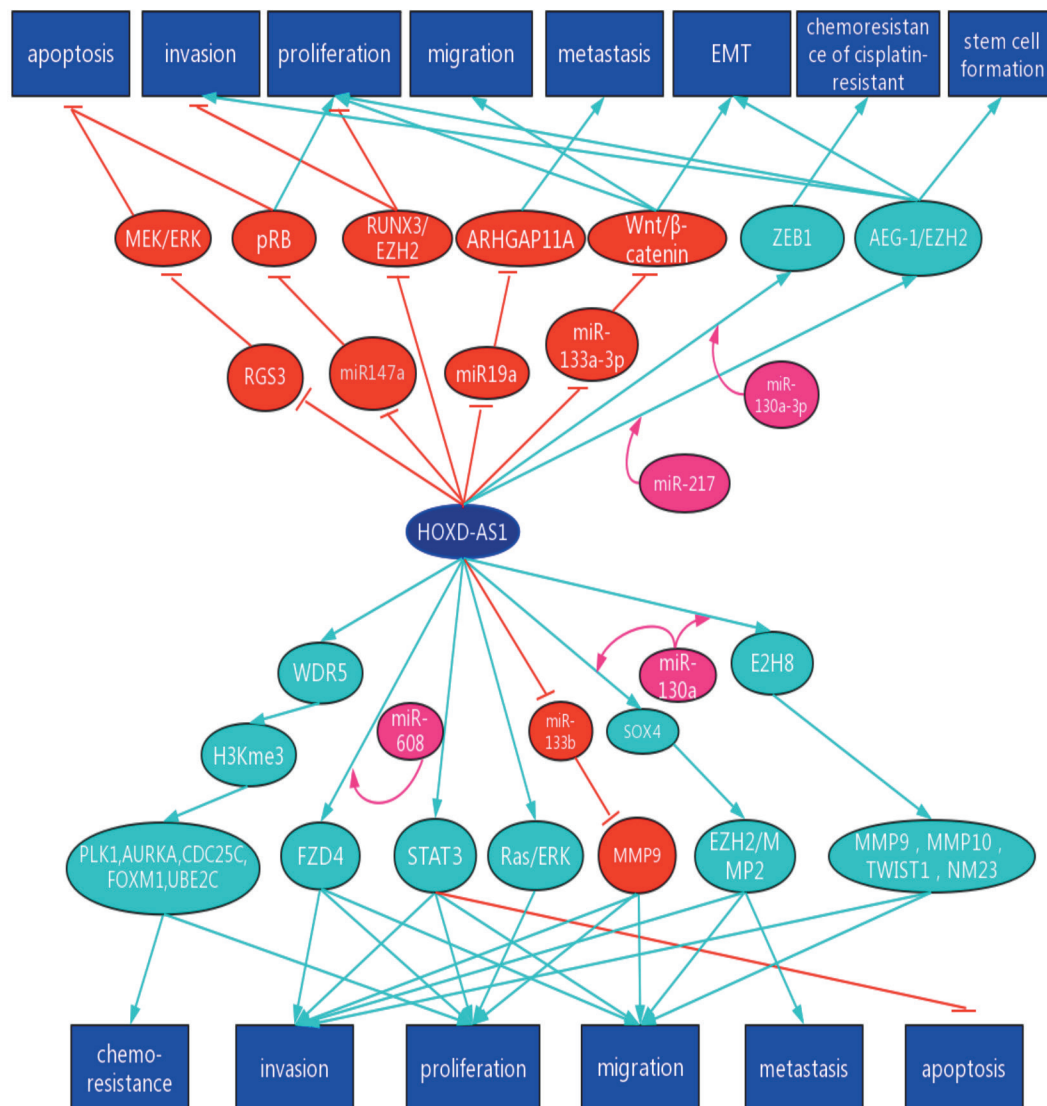 apoptosis
invasion
proliferation
migration
metastasis
EMT
chemoresistan
ce of cisplatin-
resistant
stem cell
formation
MEK/ERK
pRB
RUNX3/
EZH2
ARHGAP11A
Wnt/β-
catenin
ZEB1
AEG-1/EZH2
RGS3
miR147a
miR19a
miR-
133a-3p
miR-
130a-3p
miR-217
HOXD-AS1
WDR5
miR-
130a
E2H8
H3Kme3
miR-
608
miR-
133b
SOX4
PLK1,AURKA,CDC25C,
FOXM1,UBE2C
FZD4
STAT3
Ras/ERK
MMP9
EZH2/M
MP2
MMP9 , MMP10 ,
TWIST1 , NM23
chemo-
resistance
invasion
proliferation
migration
metastasis
apoptosis